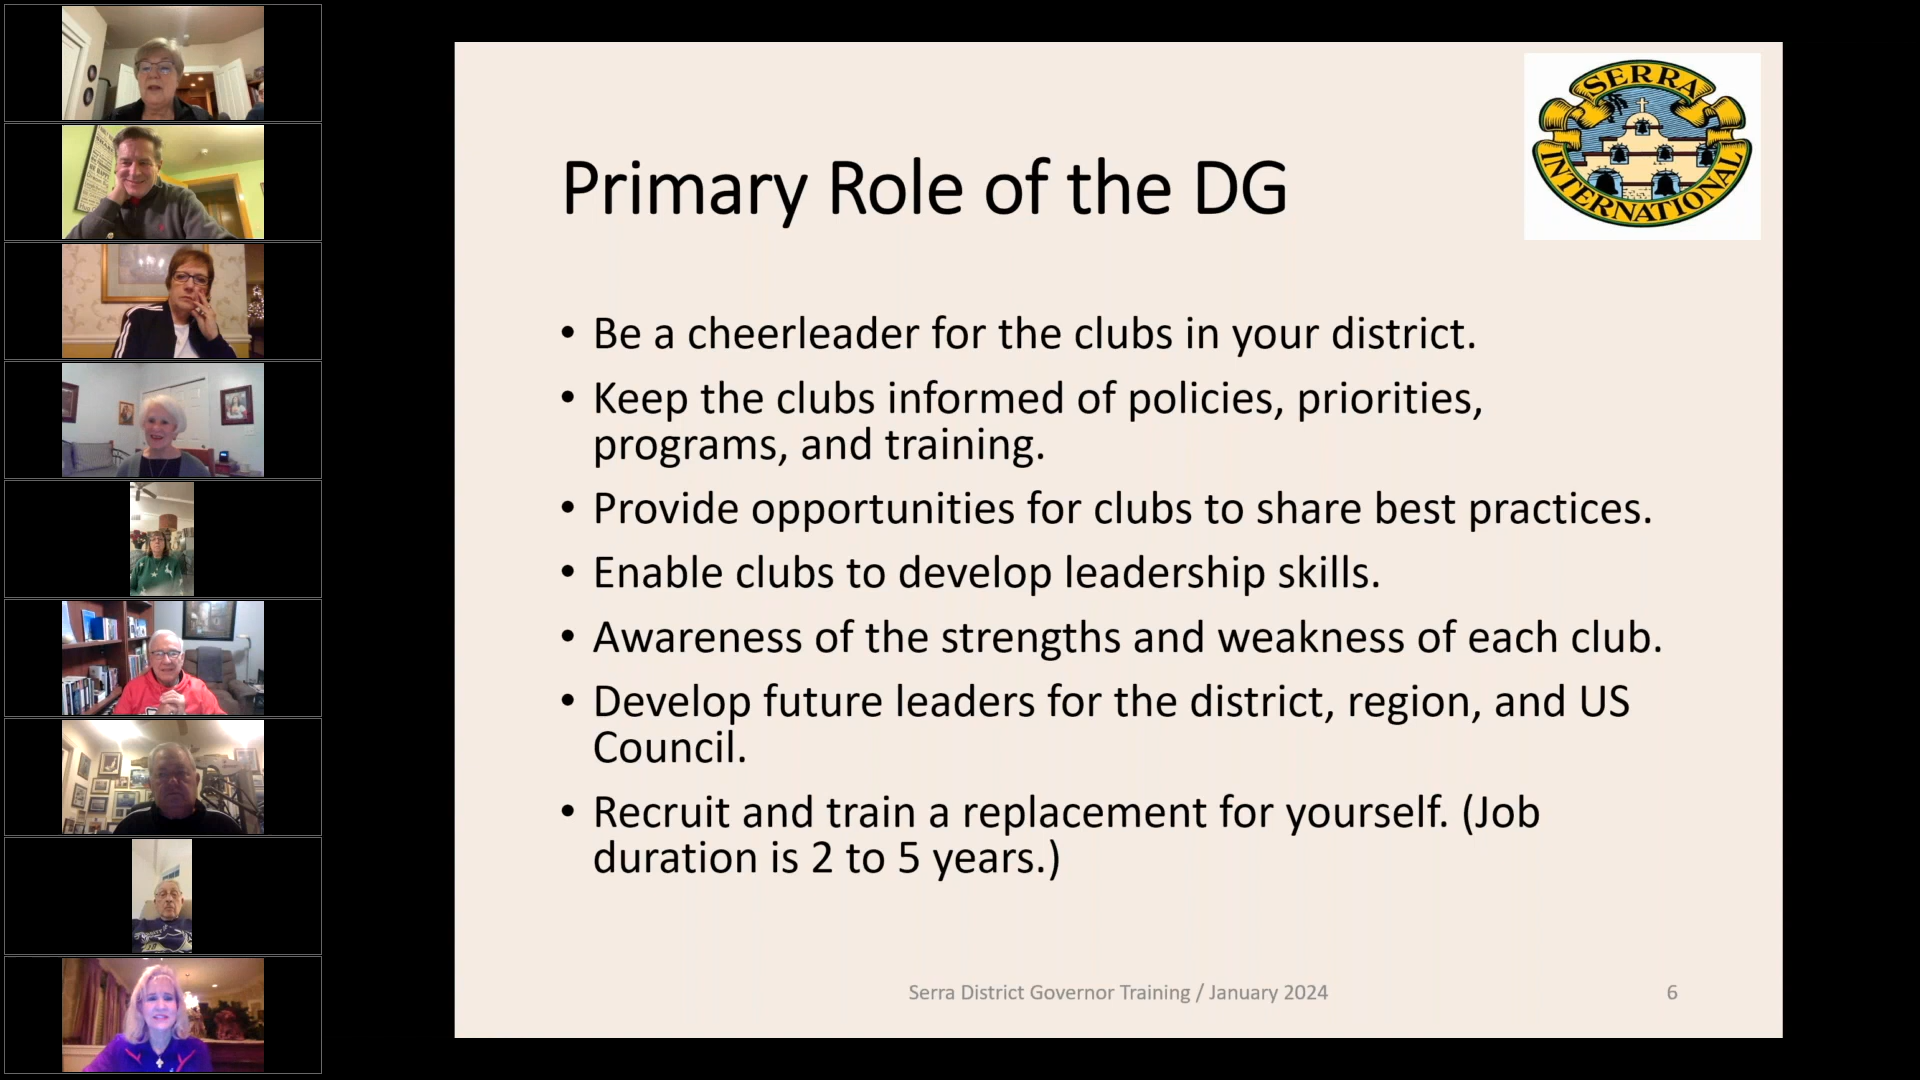 SERRA
INTERNATIONAL
Primary Role of the DG
• Be a cheerleader for the clubs in your district.
• Keep the clubs informed of policies, priorities,
programs, and training.
• Provide opportunities for clubs to share best practices.
• Enable clubs to develop leadership skills.
• Awareness of the strengths and weakness of each club.
• Develop future leaders for the district, region, and US
Council.
• Recruit and train a replacement for yourself. (Job
duration is 2 to 5 years.)
Serra District Governor Training / January 2024
6